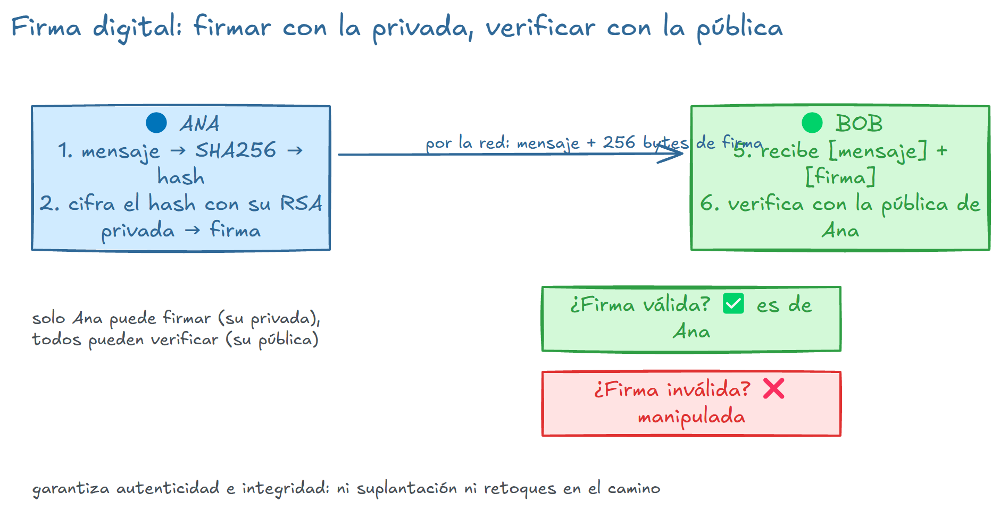 Firma digital: firmar con la privada, verificar con la pública
ANA
1. mensaje → SHA256 →
hash
2. cifra el hash con su RSA
privada → firma
por la red: mensaje + 256 bytes de firma
BOB
5. recibe [mensaje] +
[firma]
6. verifica con la pública de
Ana
solo Ana puede firmar (su privada),
todos pueden verificar (su pública)
¿Firma válida? ✅ es de
Ana
¿Firma inválida? ❌
manipulada
garantiza autenticidad e integridad: ni suplantación ni retoques en el camino